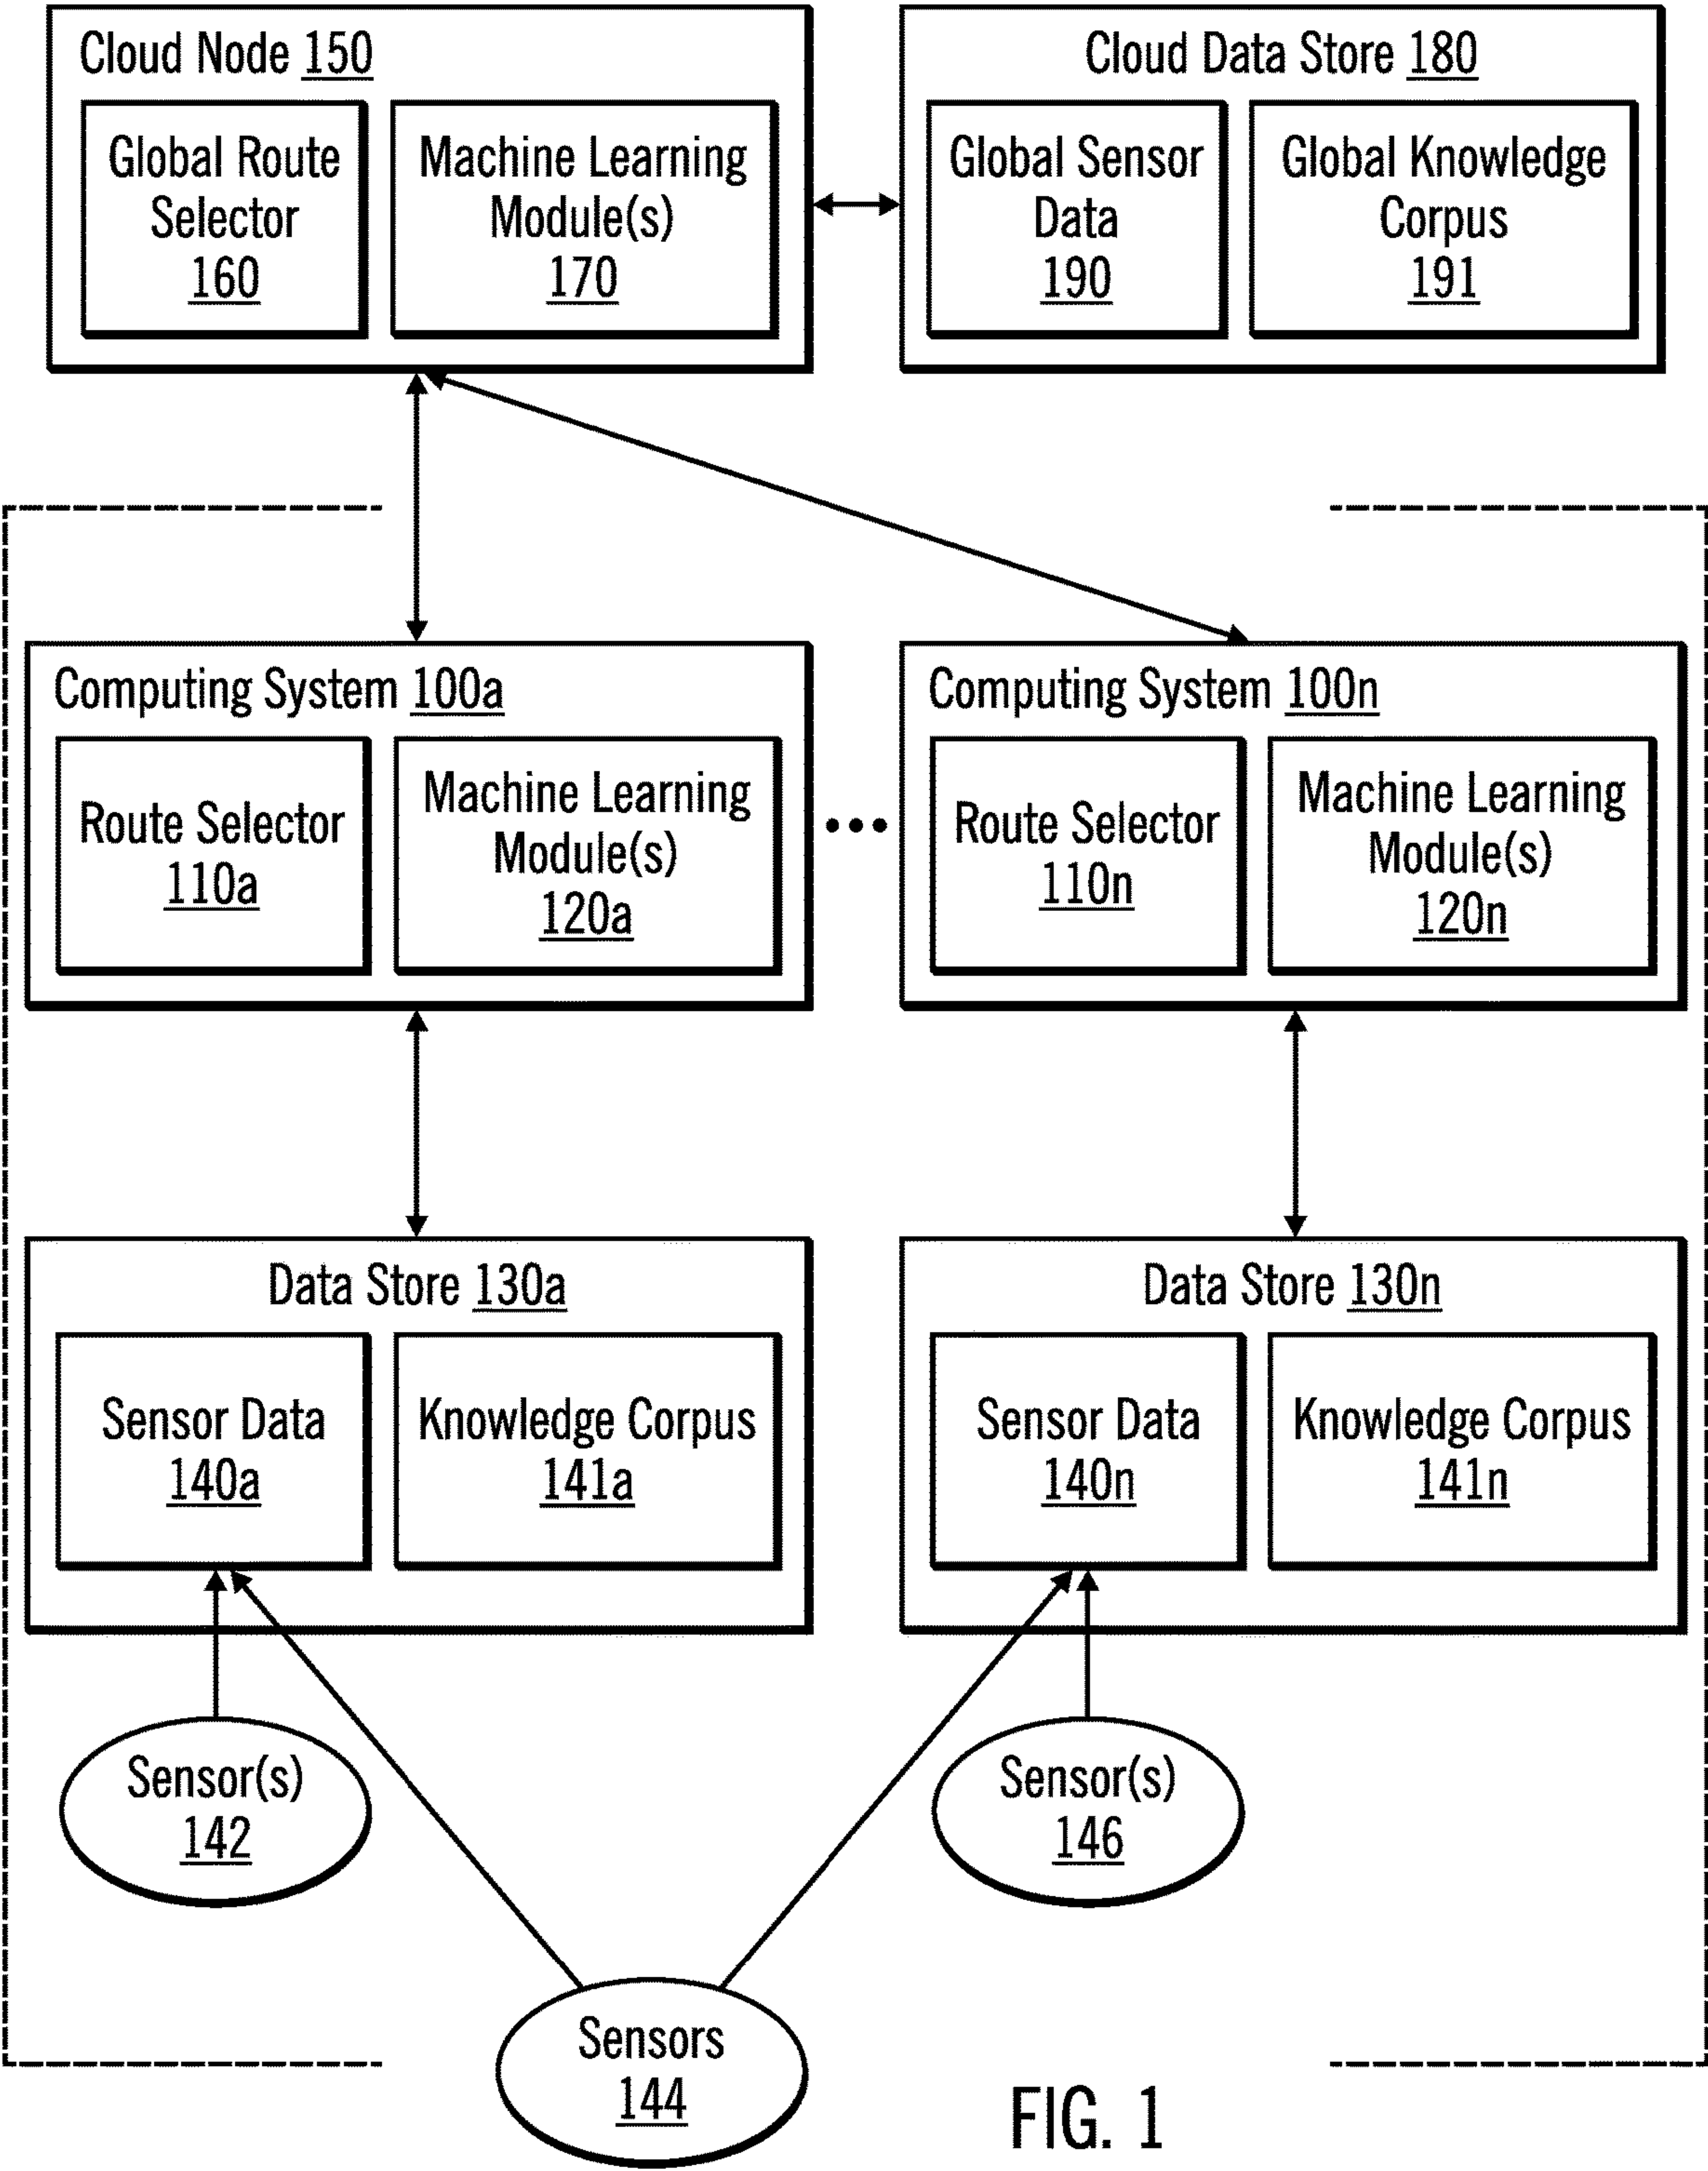 Cloud Node 150
Global Route
Selector
160
Machine Learning
Module(s)
170
Cloud Data Store 180
Global Sensor
Data
190
Global Knowledge
Corpus
191
Computing System 100a
Route Selector
110a
Machine Learning
Module(s)
120a
Computing System 100n
Route Selector
110n
Machine Learning
Module(s)
120n
Data Store 130a
Sensor Data
140a
Knowledge Corpus
141a
Data Store 130n
Sensor Data
140n
Knowledge Corpus
141n
Sensor(s)
142
Sensor(s)
146
Sensors
144
FIG. 1